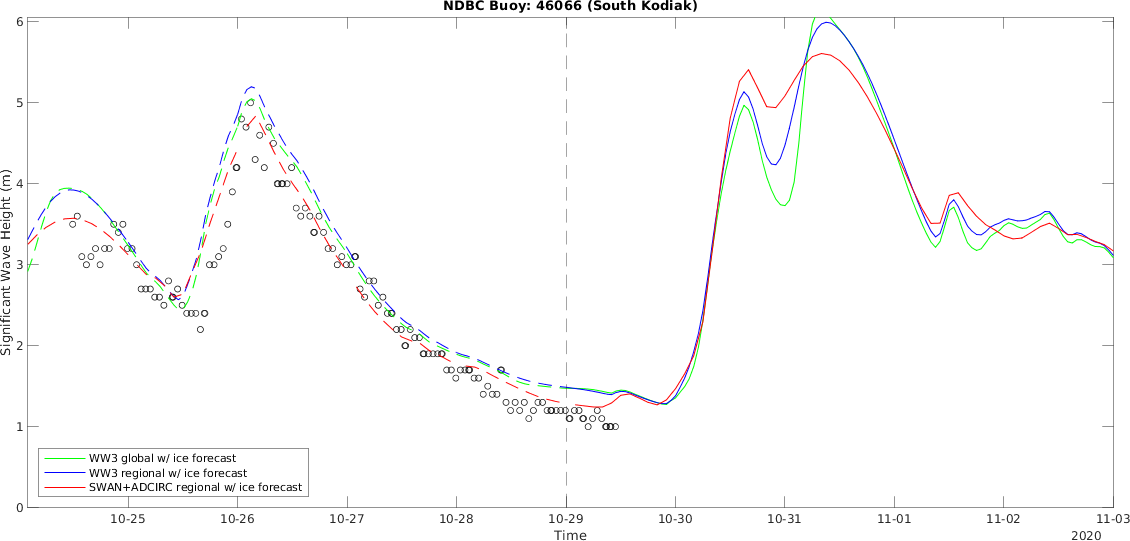 NDBC Buoy: 46066 (South Kodiak)
6
5
4
3
2
1
0
Significant Wave Height (m)
WW3 global w/ ice forecast
WW3 regional w/ ice forecast
SWAN+ADCIRC regional w/ ice forecast
10-25 10-26 10-27 10-28 10-29 10-30 10-31 11-01 11-02 11-03
Time
2020